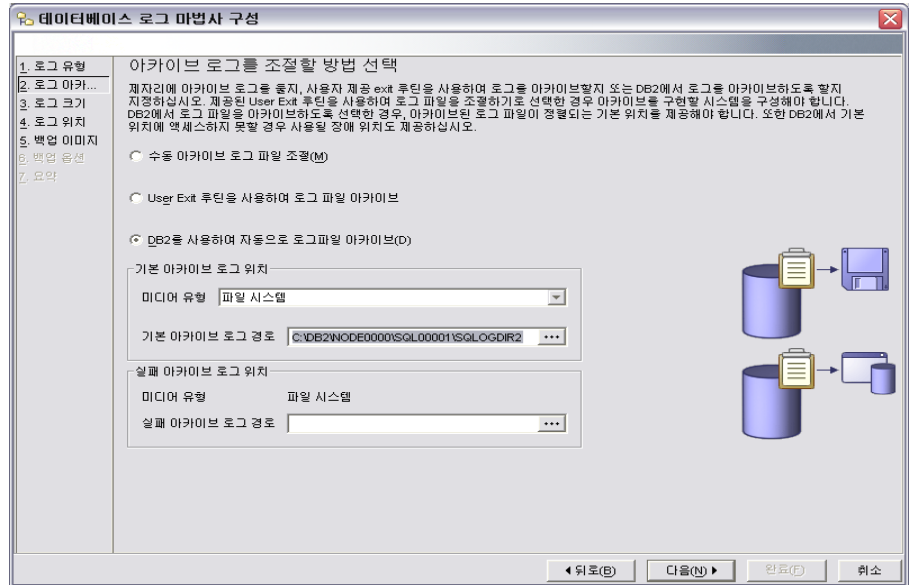 데이터베이스 로그 마법사 구성
1. 로그 유형
2. 로그 아카...
3. 로그 크기
4. 로그 위치
5. 백업 이미지
6. 백업 옵션
7. 요약
아카이브 로그를 조절할 방법 선택
제자리에 아카이브 로그를 둘지, 사용자 제공 exit 루틴을 사용하여 로그를 아카이브할지 또는 DB2에서 로그를 아카이브하도록 할지
지정하십시오. 제공된 User Exit 루틴을 사용하여 로그 파일을 조절하기로 선택한 경우 아카이브를 구현할 시스템을 구성해야 합니다.
DB2에서 로그 파일을 아카이브하도록 선택한 경우, 아카이브된 로그 파일이 정렬되는 기본 위치를 제공해야 합니다. 또한 DB2에서 기본
위치에 액세스하지 못할 경우 사용될 장애 위치도 제공하십시오.
수동 아카이브 로그 파일 조절(M)
User Exit 루틴을 사용하여 로그 파일 아카이브
DB2를 사용하여 자동으로 로그파일 아카이브(D)
기본 아카이브 로그 위치
미디어 유형 파일 시스템
기본 아카이브 로그 경로 C:\DB2\NODE0000\SQL00001\SQLOGDIR2 ...
실패 아카이브 로그 위치
미디어 유형 파일 시스템
실패 아카이브 로그 경로 ...
뒤로(B) 다음(N) 완료(F) 취소